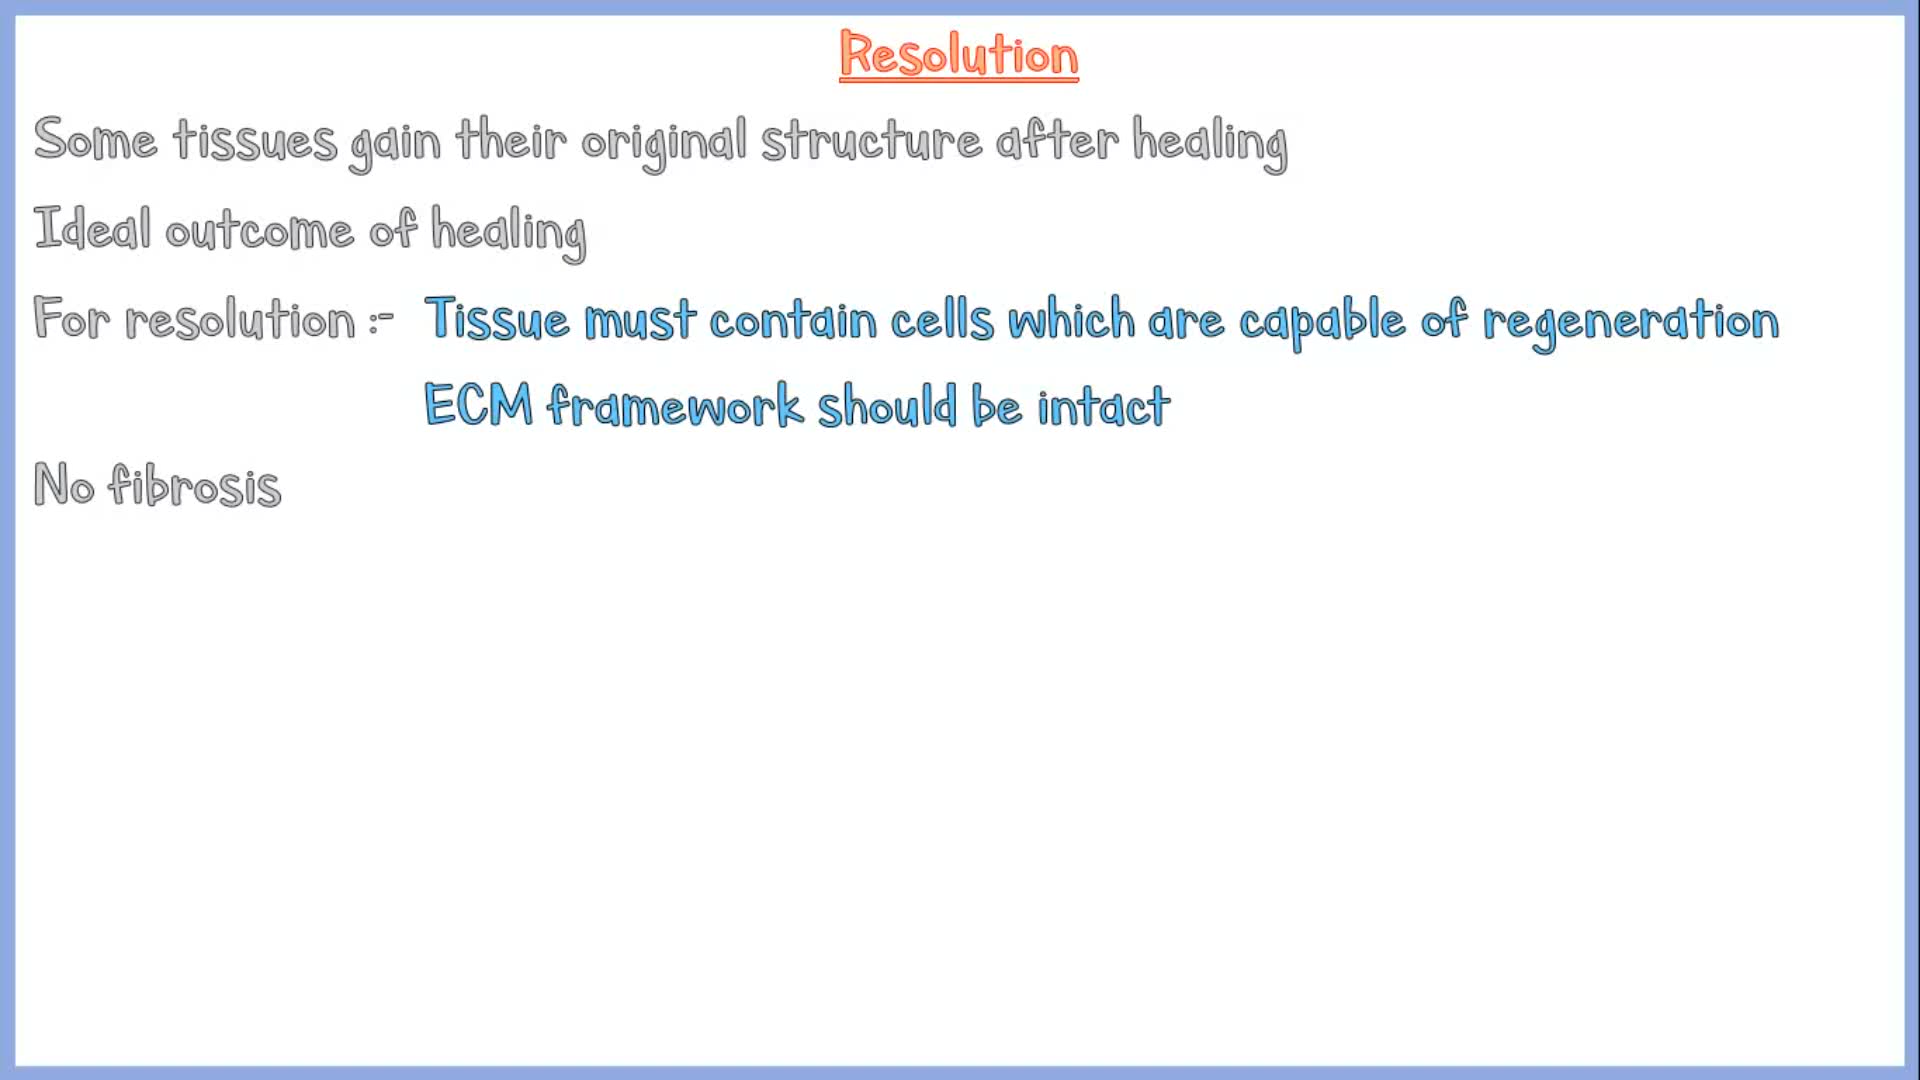 Resolution
Some tissues gain their original structure after healing
Ideal outcome of healing
For resolution :- Tissue must contain cells which are capable of regeneration
ECM framework should be intact
No fibrosis